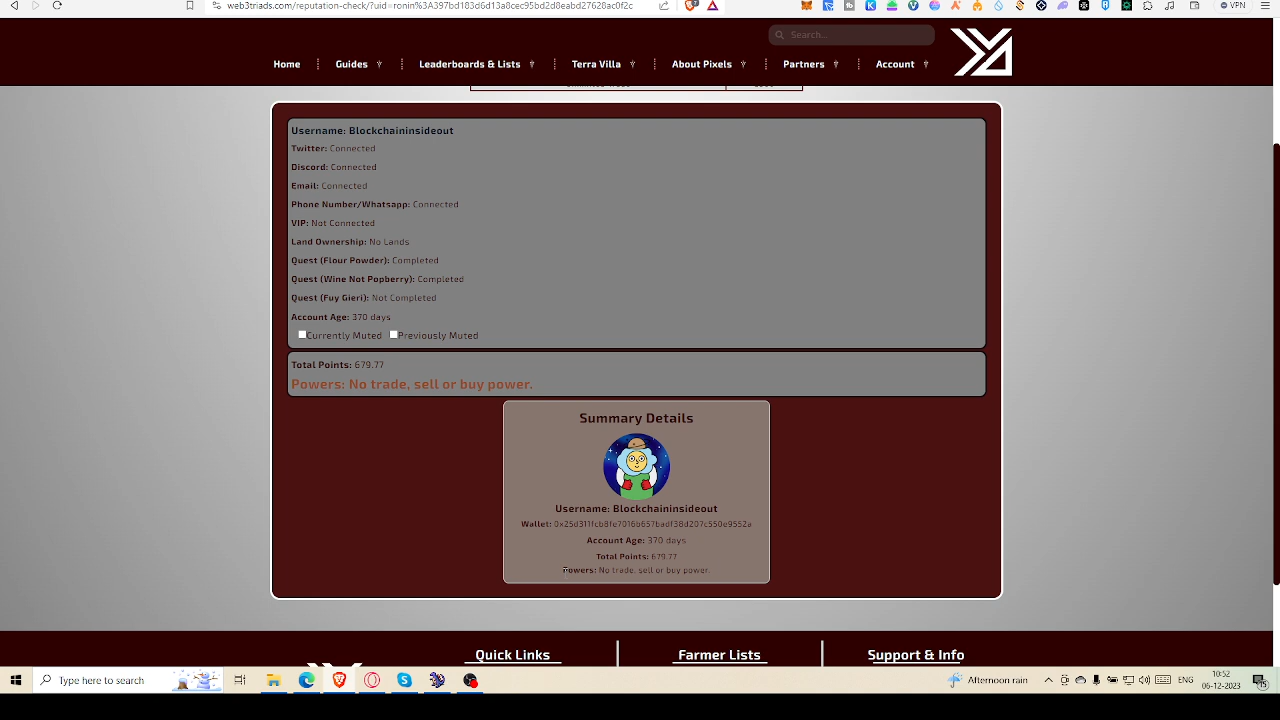 web3triads.com/reputation-check/?uid=ronin%3A397bd183d6d13a8cec95bd2d8eabd27628ac0f2c
VPN
Search...
Home
Guides
Leaderboards & Lists
Terra Villa
About Pixels
Partners
Account
Username: Blockchaininsideout
Twitter: Connected
Discord: Connected
Email: Connected
Phone Number/Whatsapp: Connected
VIP: Not Connected
Land Ownership: No Lands
Quest (Flour Powder): Completed
Quest (Wine Not Popberry): Completed
Quest (Fuy Gieri): Not Completed
Account Age: 370 days
Currently Muted Previously Muted
Total Points: 679.77
Powers: No trade, sell or buy power.
Summary Details
Username: Blockchaininsideout
Wallet: 0x25d311fcb8fe7016b657badf38d207c550e9552a
Account Age: 370 days
Total Points: 679.77
Powers: No trade, sell or buy power.
Quick Links
Farmer Lists
Support & Info
Type here to search
Afternoon rain
ENG
10:52
06-12-2023